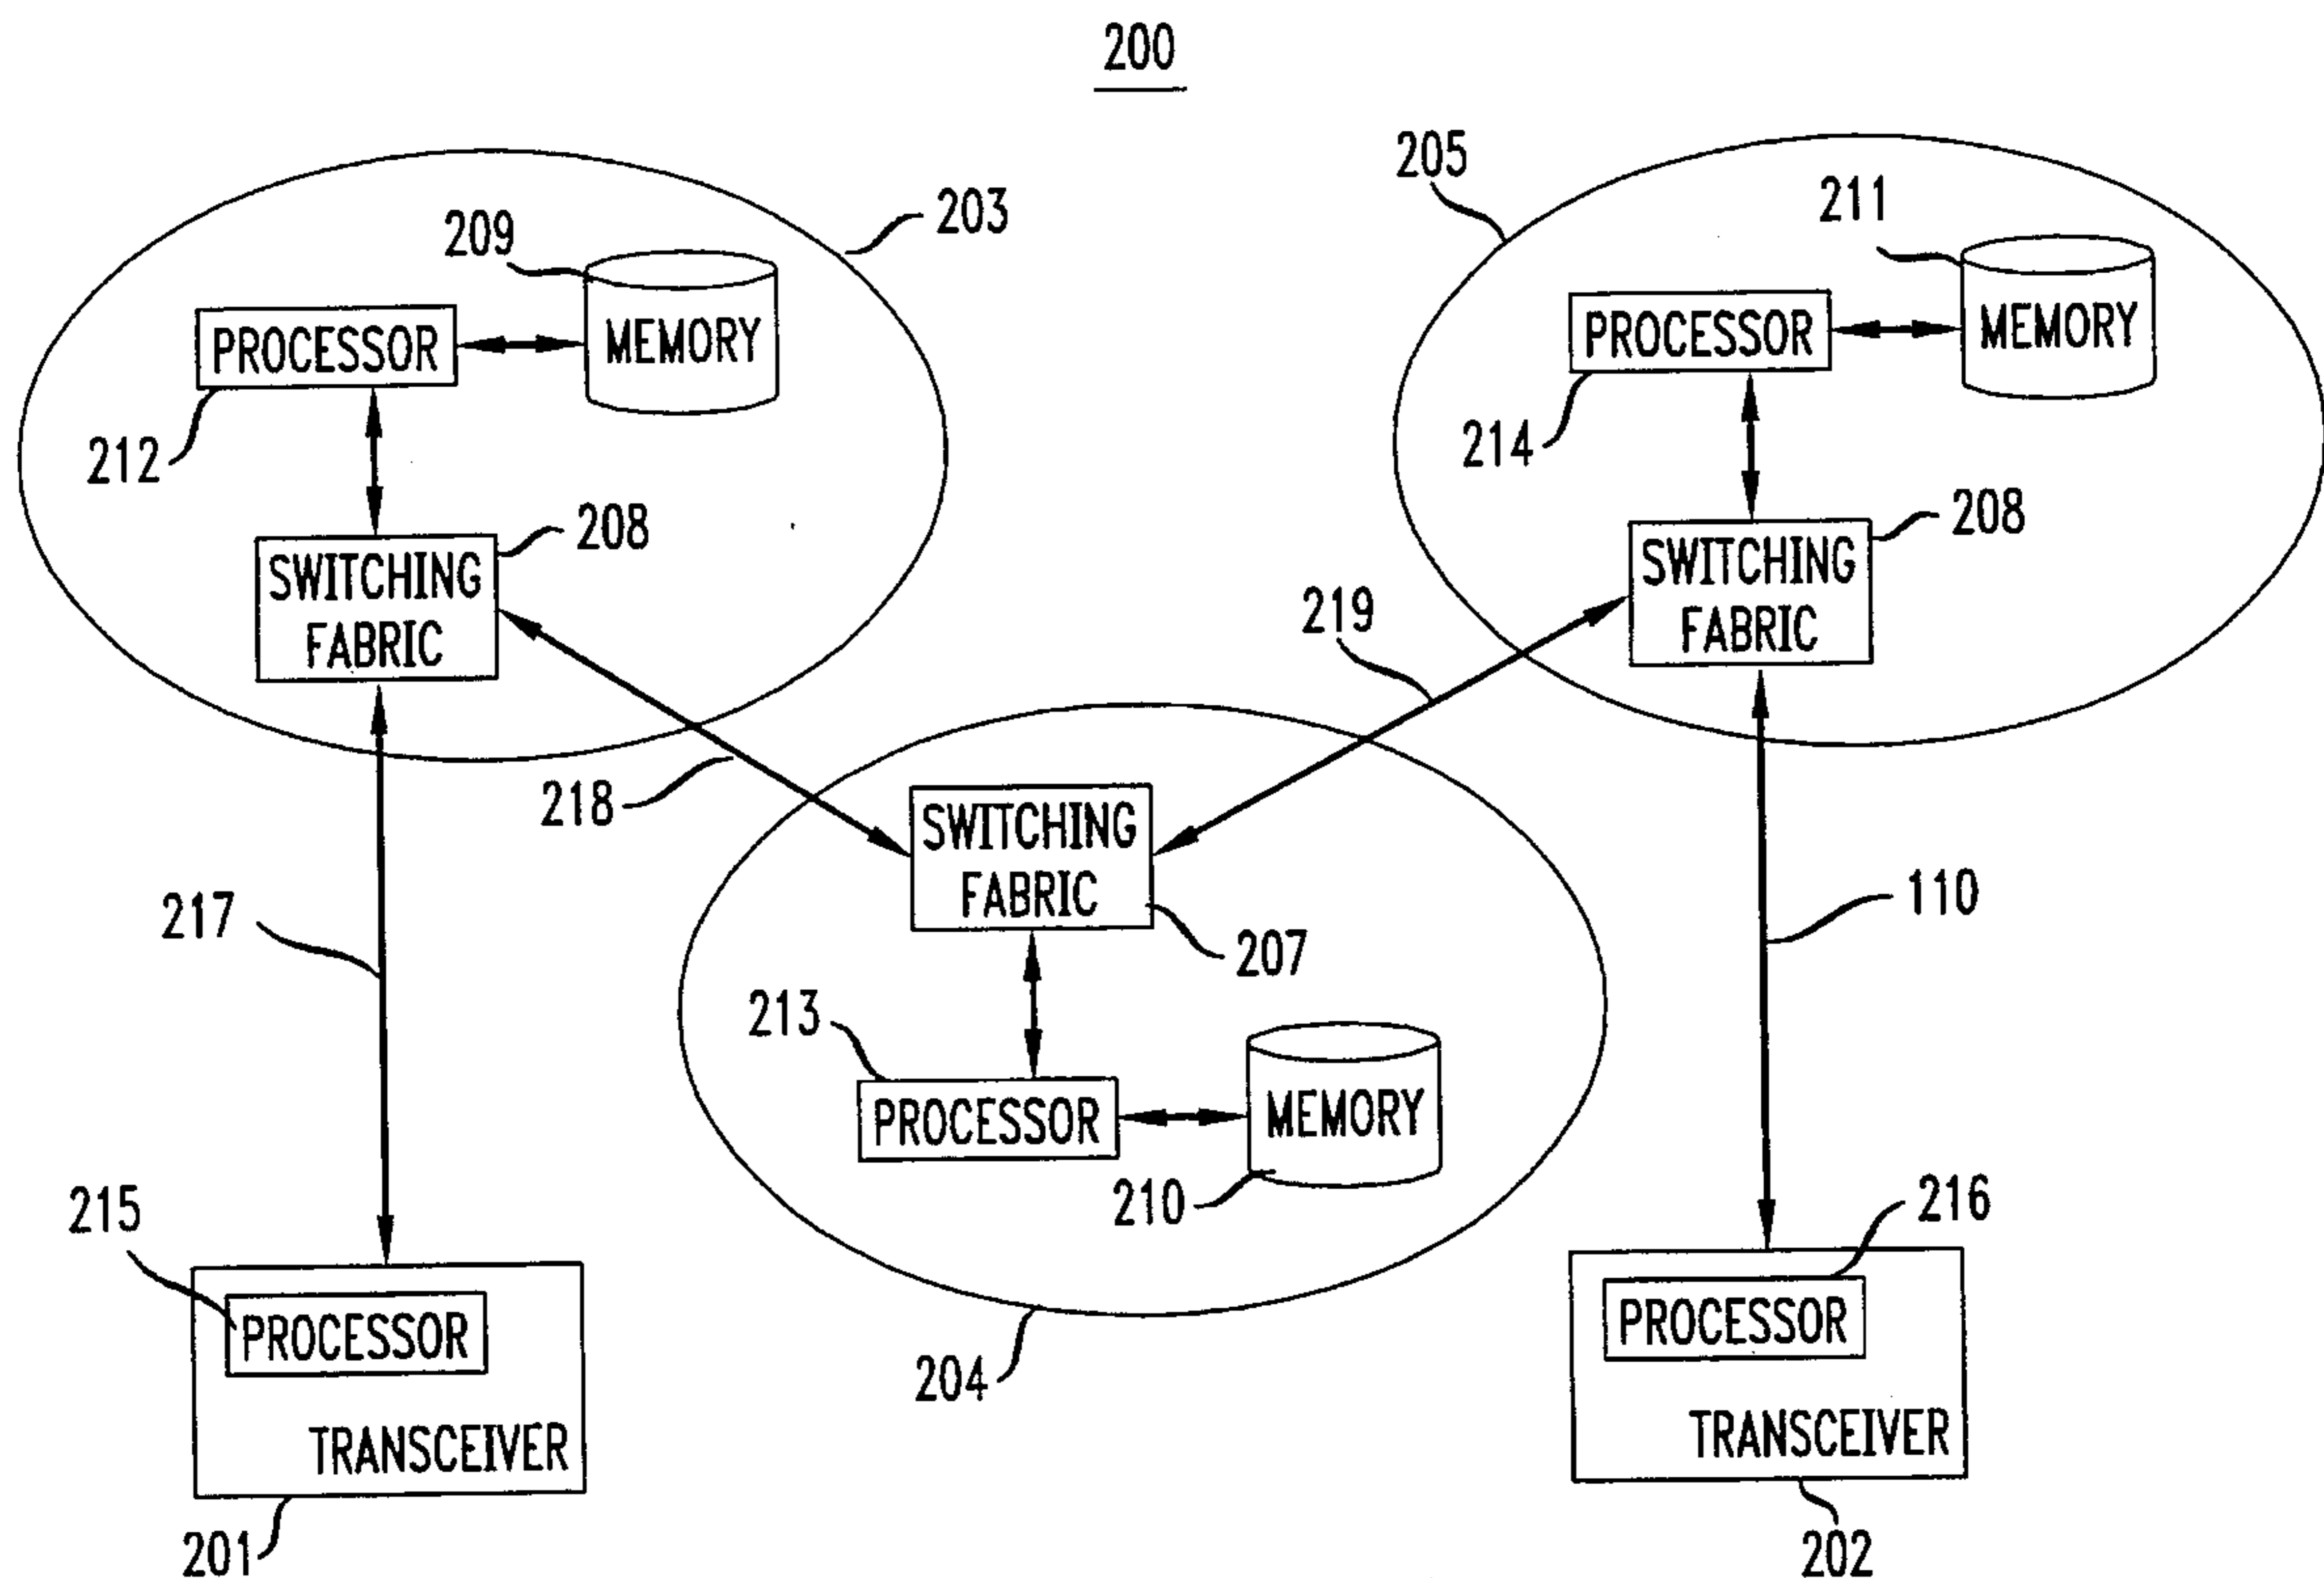 200
203
209
PROCESSOR
MEMORY
212
208
SWITCHING
FABRIC
205
211
PROCESSOR
MEMORY
214
208
SWITCHING
FABRIC
219
218
SWITCHING
FABRIC
207
213
PROCESSOR
MEMORY
210
204
217
110
215
PROCESSOR
TRANSCEIVER
201
216
PROCESSOR
TRANSCEIVER
202